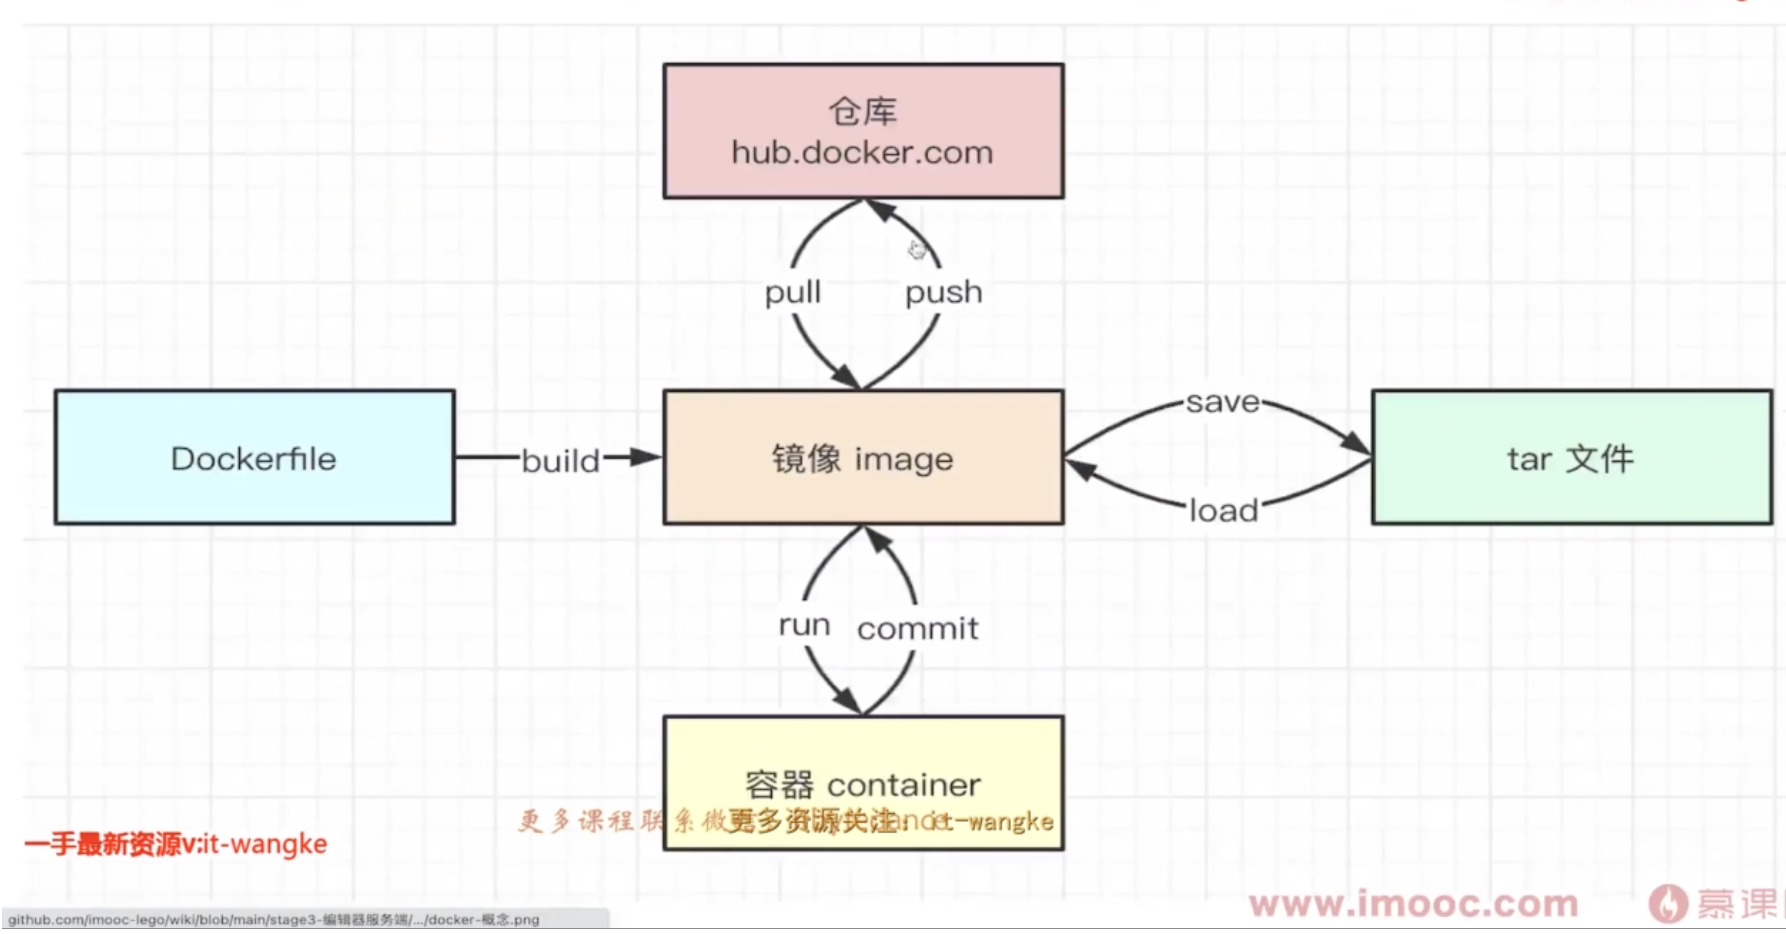 仓库
hub.docker.com
pull
push
save
Dockerfile
build
镜像 image
tar 文件
load
run
commit
容器 container
更多课程联系微
更多资源关注：it-wangke
一手最新资源v:it-wangke
www.imooc.com
慕课
github.com/imooc-lego/wiki/blob/main/stage3-编辑器服务端/.../docker-概念.png